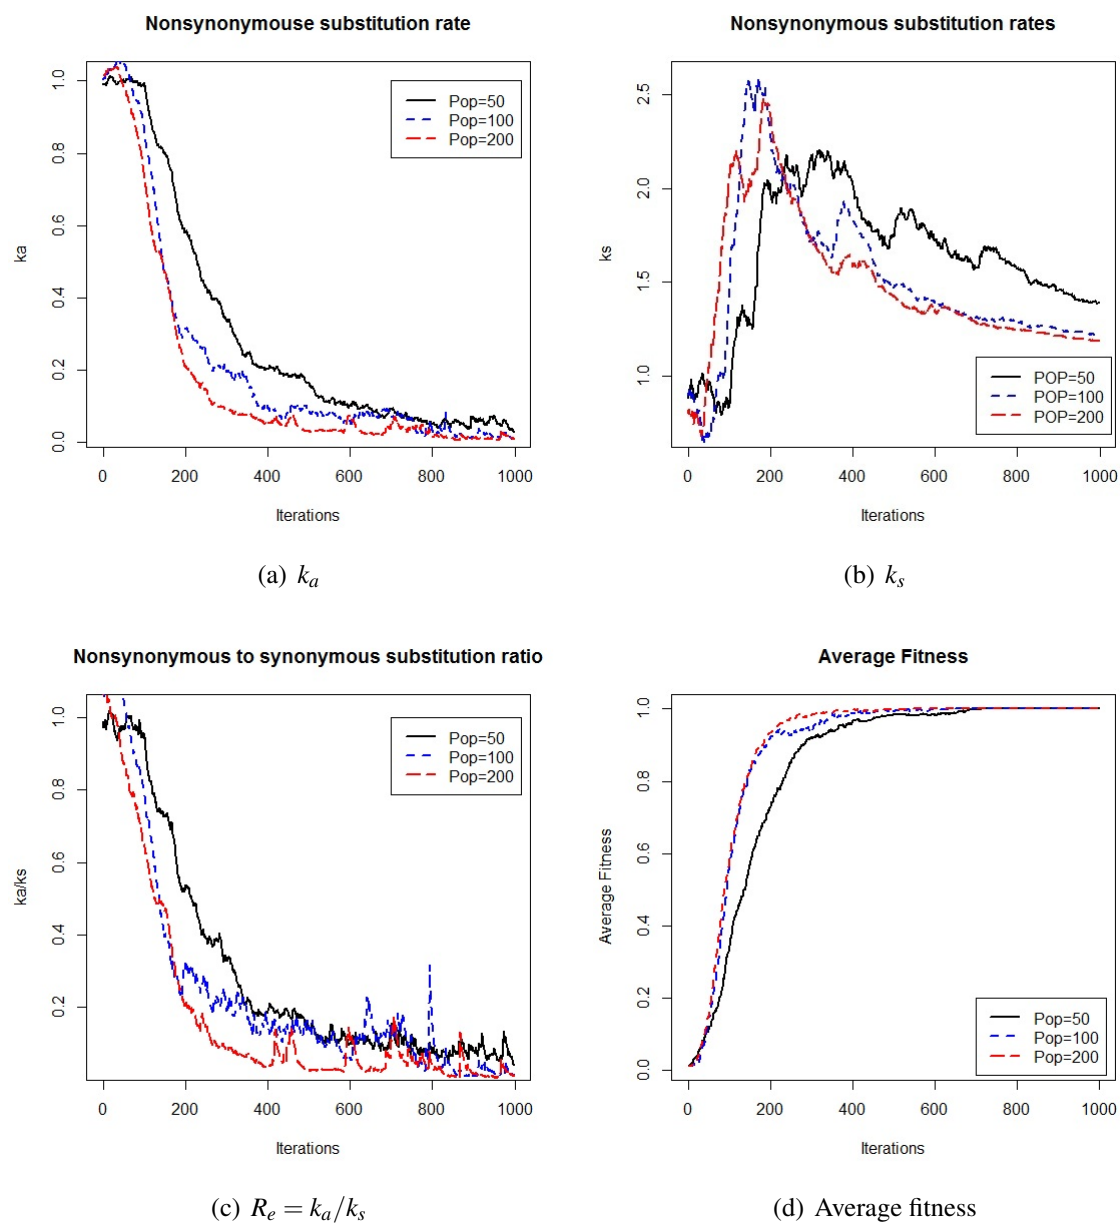 Nonsynonymouse substitution rate
ka
0.0 0.2 0.4 0.6 0.8 1.0
Pop=50
Pop=100
Pop=200
0 200 400 600 800 1000
Iterations
(a) kₐ
Nonsynonymous substitution rates
ks
1.0 1.5 2.0 2.5
POP=50
POP=100
POP=200
0 200 400 600 800 1000
Iterations
(b) kₛ
Nonsynonymous to synonymous substitution ratio
ka/ks
0.2 0.4 0.6 0.8 1.0
Pop=50
Pop=100
Pop=200
0 200 400 600 800 1000
Iterations
(c) Rₑ = kₐ/kₛ
Average Fitness
Average Fitness
0.0 0.2 0.4 0.6 0.8 1.0
Pop=50
Pop=100
Pop=200
0 200 400 600 800 1000
Iterations
(d) Average fitness